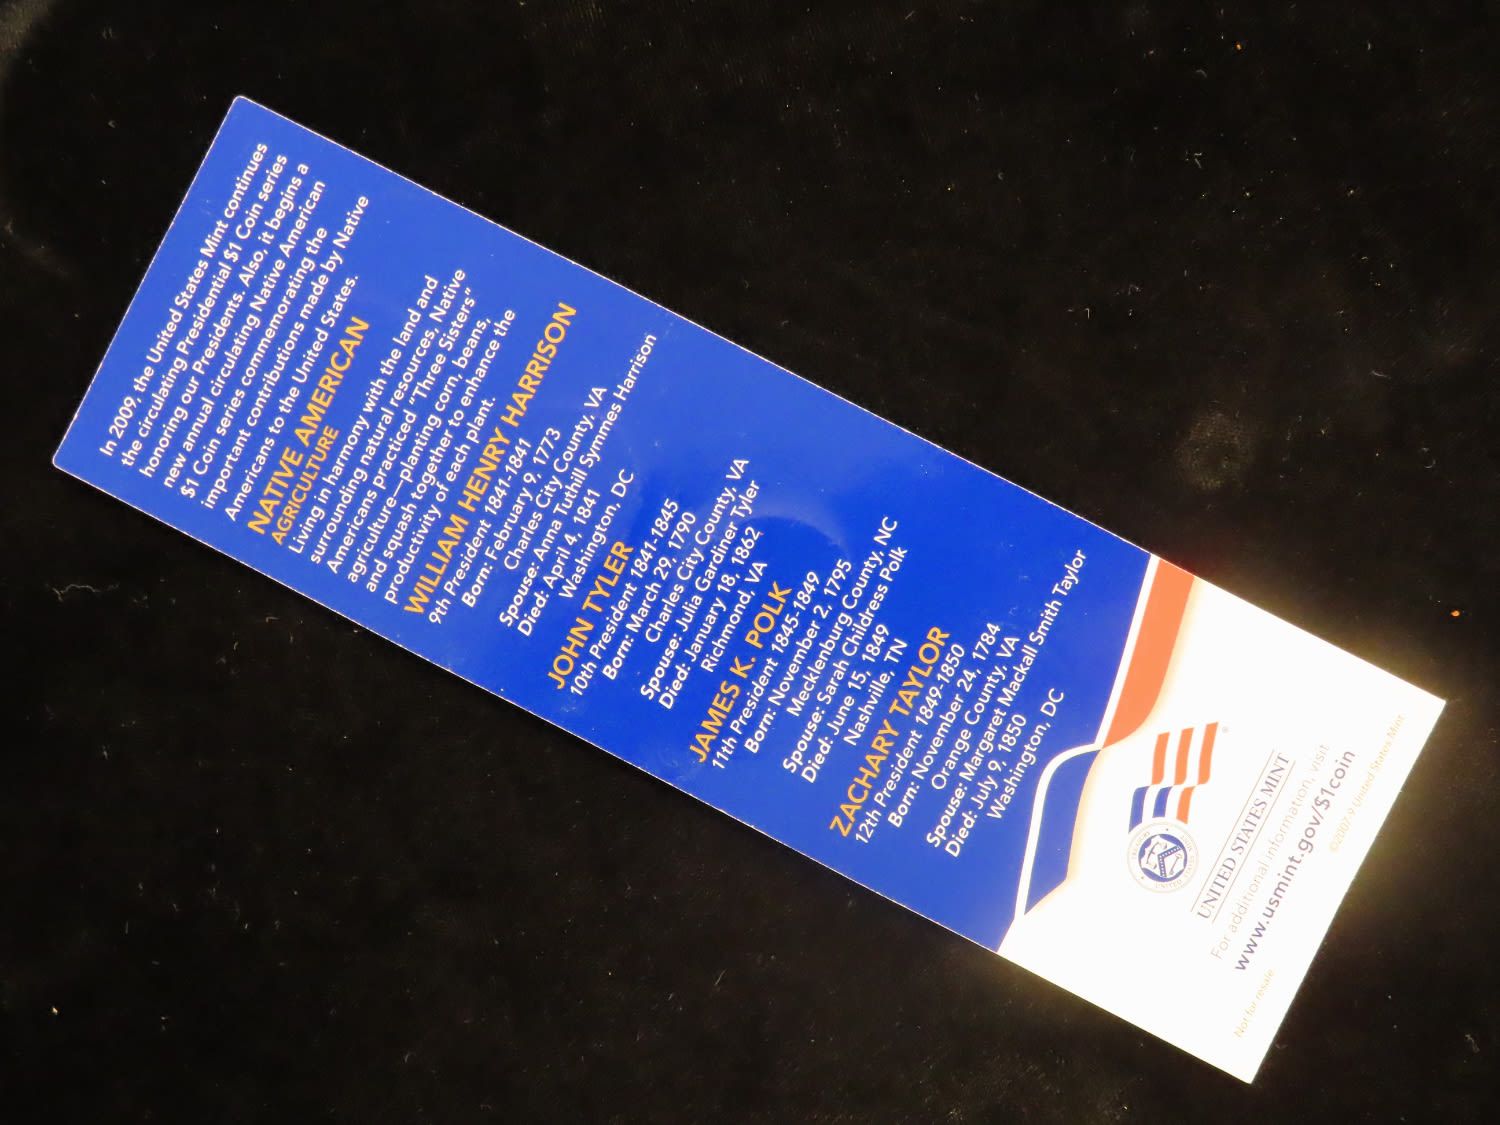 In 2009, the United States Mint continues
the circulating Presidential $1 Coin series
honoring our Presidents. Also, it begins a
new annual circulating Native American
$1 Coin series commemorating the
important contributions made by Native
Americans to the United States.
NATIVE AMERICAN
AGRICULTURE
Living in harmony with the land and
surrounding natural resources, Native
Americans practiced "Three Sisters"
agriculture—planting corn, beans,
and squash together to enhance the
productivity of each plant.
WILLIAM HENRY HARRISON
9th President 1841-1841
Born: February 9, 1773
Charles City County, VA
Spouse: Anna Tuthill Symmes Harrison
Died: April 4, 1841
Washington, DC
JOHN TYLER
10th President 1841-1845
Born: March 29, 1790
Charles City County, VA
Spouse: Julia Gardiner Tyler
Died: January 18, 1862
Richmond, VA
JAMES K. POLK
11th President 1845-1849
Born: November 2, 1795
Mecklenburg County, NC
Spouse: Sarah Childress Polk
Died: June 15, 1849
Nashville, TN
ZACHARY TAYLOR
12th President 1849-1850
Born: November 24, 1784
Orange County, VA
Spouse: Margaret Mackall Smith Taylor
Died: July 9, 1850
Washington, DC
®
UNITED STATES MINT
For additional information, visit
www.usmint.gov/$1coin
Not for resale
©2007-9 United States Mint